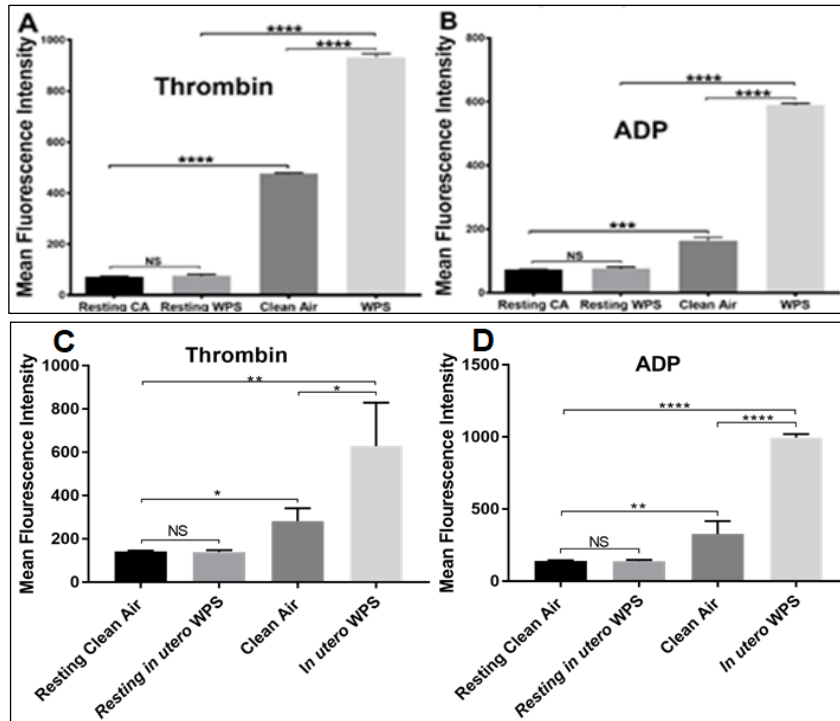 A
Thrombin
Mean Fluorescence Intensity
1000
800
600
400
200
0
****
****
****
NS
Resting CA
Resting WPS
Clean Air
WPS
B
ADP
Mean Fluorescence Intensity
800
600
400
200
0
****
****
***
NS
Resting CA
Resting WPS
Clean Air
WPS
C
Thrombin
Mean Flourescence Intensity
1000
800
600
400
200
0
**
*
*
NS
Resting Clean Air
Resting in utero WPS
Clean Air
In utero WPS
D
ADP
Mean Flourescence Intensity
1500
1000
500
0
****
****
**
NS
Resting Clean Air
Resting in utero WPS
Clean Air
In utero WPS